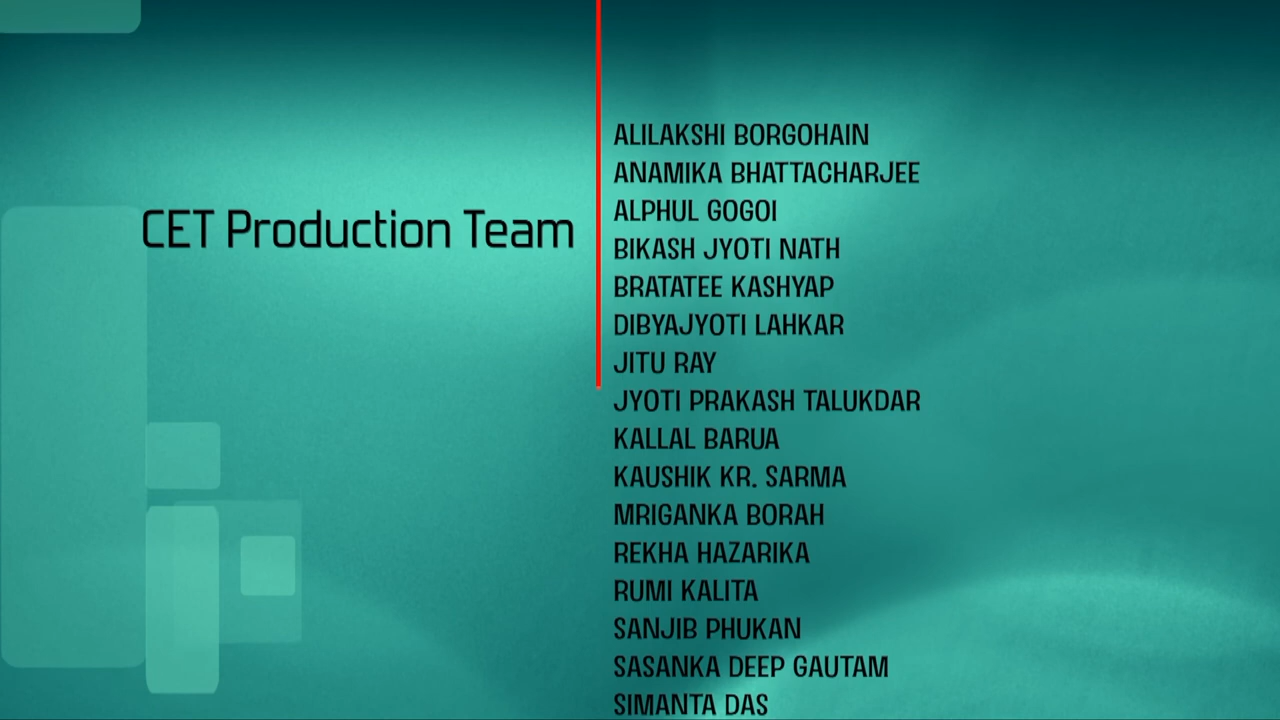 CET Production Team
ALILAKSHI BORGOHAIN
ANAMIKA BHATTACHARJEE
ALPHUL GOGOI
BIKASH JYOTI NATH
BRATATEE KASHYAP
DIBYAJYOTI LAHKAR
JITU RAY
JYOTI PRAKASH TALUKDAR
KALLAL BARUA
KAUSHIK KR. SARMA
MRIGANKA BORAH
REKHA HAZARIKA
RUMI KALITA
SANJIB PHUKAN
SASANKA DEEP GAUTAM
SIMANTA DAS